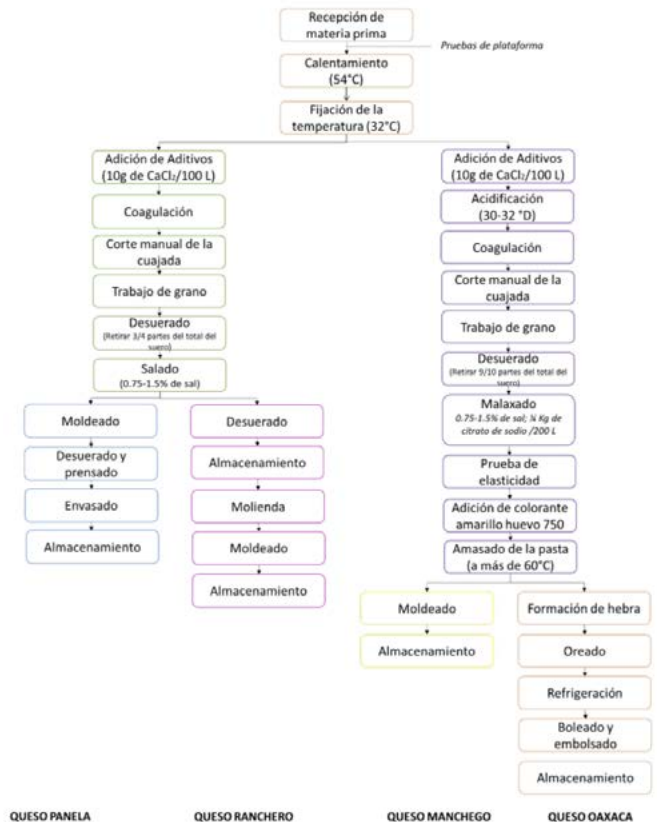 Recepción de
materia prima
Pruebas de plataforma
Calentamiento
(54°C)
Fijación de la
temperatura (32°C)
Adición de Aditivos
(10g de CaCl₂/100 L)
Coagulación
Corte manual de la
cuajada
Trabajo de grano
Desuerado
(Retirar 3/4 partes del total del
suero)
Salado
(0.75-1.5% de sal)
Moldeado
Desuerado y
prensado
Envasado
Almacenamiento
Desuerado
Almacenamiento
Molienda
Moldeado
Almacenamiento
Adición de Aditivos
(10g de CaCl₂/100 L)
Acidificación
(30-32 °D)
Coagulación
Corte manual de la
cuajada
Trabajo de grano
Desuerado
(Retirar 9/10 partes del total del
suero)
Malaxado
0.75-1.5% de sal; ¼ Kg de
citrato de sodio /200 L
Prueba de
elasticidad
Adición de colorante
amarillo huevo 750
Amasado de la pasta
(a más de 60°C)
Moldeado
Almacenamiento
Formación de hebra
Oreado
Refrigeración
Boleado y
embolsado
Almacenamiento
QUESO PANELA
QUESO RANCHERO
QUESO MANCHEGO
QUESO OAXACA